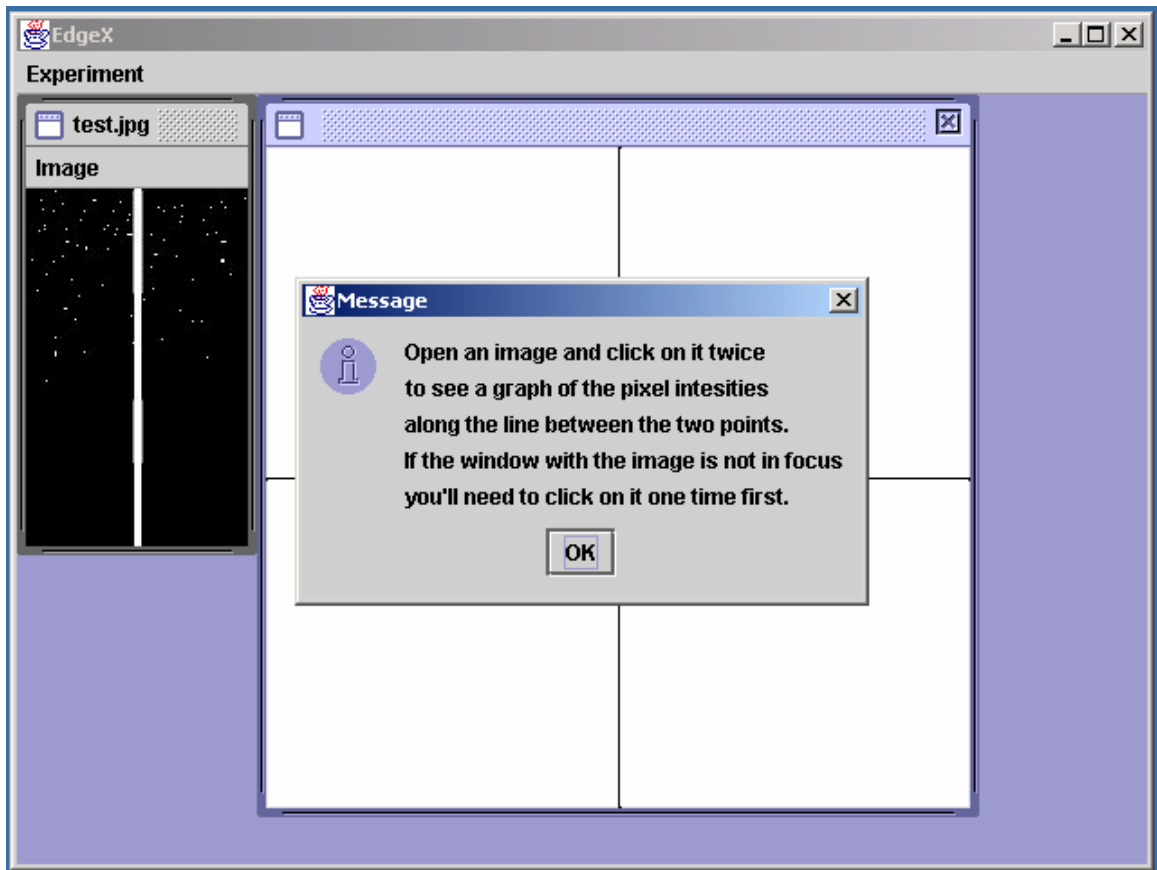 EdgeX
Experiment
test.jpg
Image
Message
Open an image and click on it twice
to see a graph of the pixel intesities
along the line between the two points.
If the window with the image is not in focus
you'll need to click on it one time first.
OK